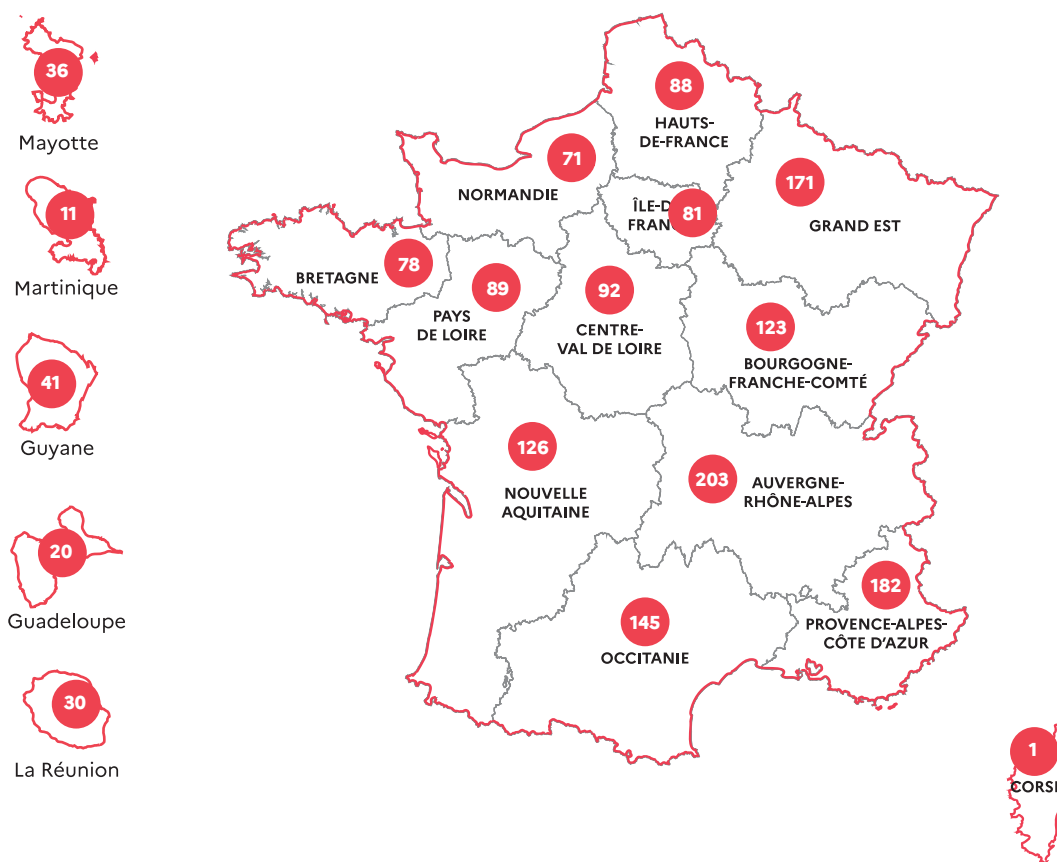 36
Mayotte
11
Martinique
41
Guyane
20
Guadeloupe
30
La Réunion
88
HAUTS-
DE-FRANCE
71
NORMANDIE
171
GRAND EST
81
78
BRETAGNE
89
PAYS
DE LOIRE
92
CENTRE-
VAL DE LOIRE
123
BOURGOGNE-
FRANCHE-COMTÉ
126
NOUVELLE
AQUITAINE
203
AUVERGNE-
RHÔNE-ALPES
182
PROVENCE-ALPES-
CÔTE D'AZUR
145
OCCITANIE
1